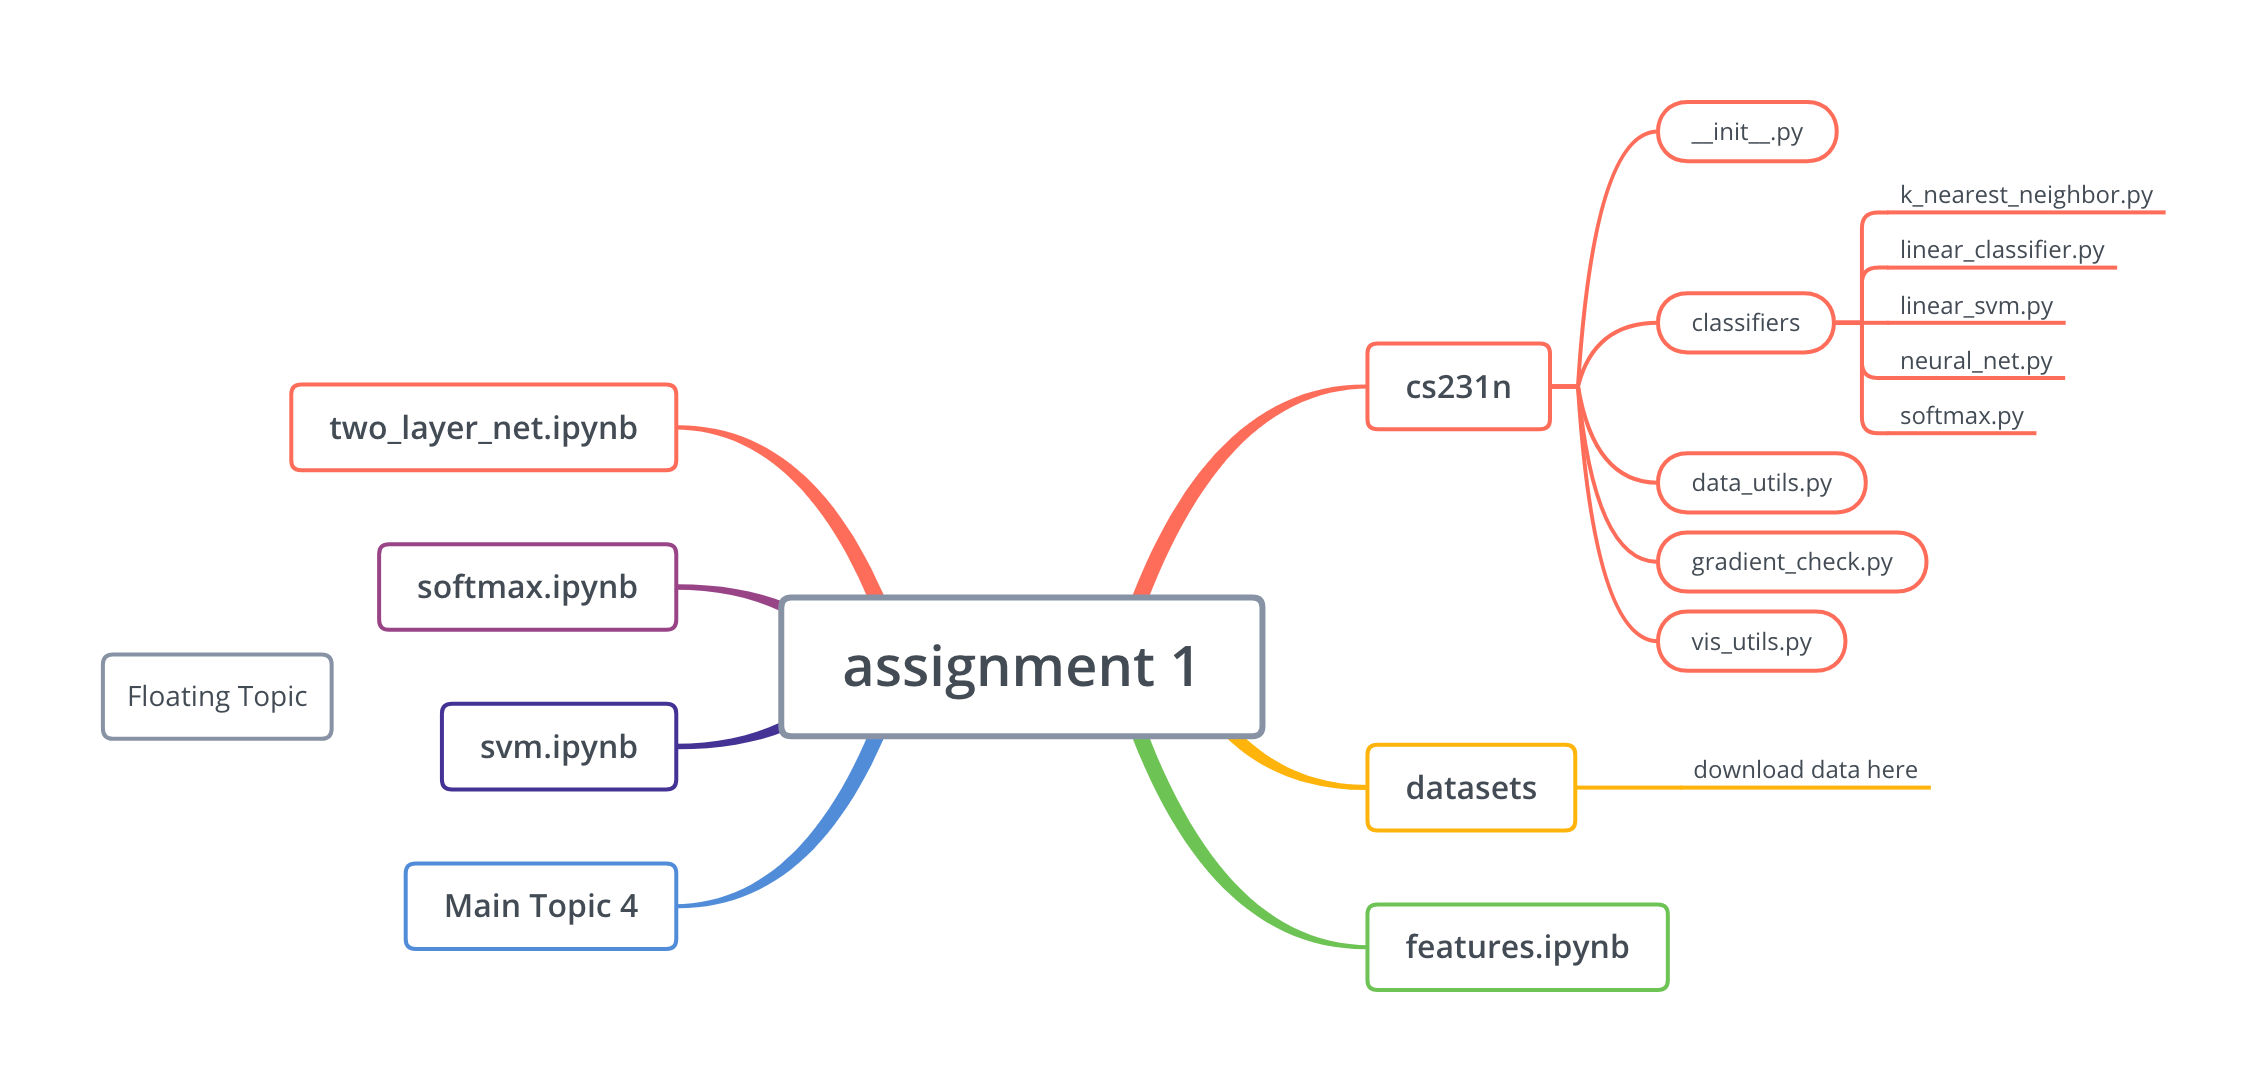 assignment 1
cs231n
__init__.py
classifiers
k_nearest_neighbor.py
linear_classifier.py
linear_svm.py
neural_net.py
softmax.py
data_utils.py
gradient_check.py
vis_utils.py
datasets
download data here
features.ipynb
two_layer_net.ipynb
softmax.ipynb
svm.ipynb
Main Topic 4
Floating Topic